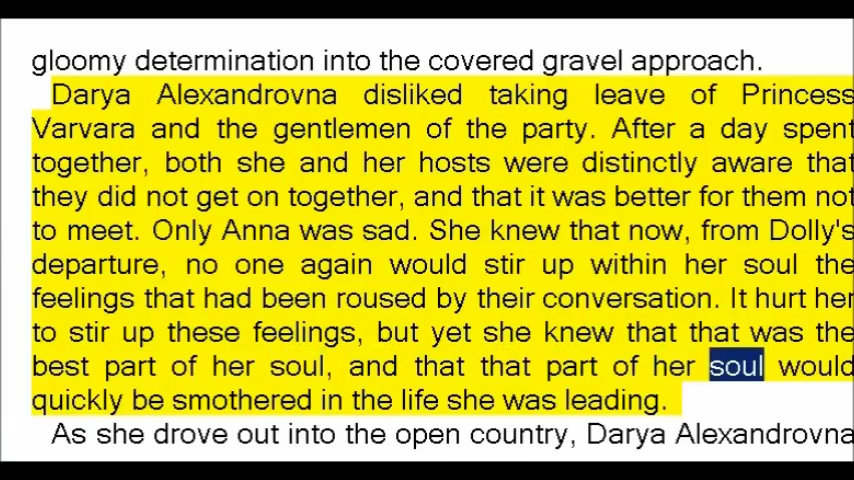 gloomy determination into the covered gravel approach.
Darya Alexandrovna disliked taking leave of Princess
Varvara and the gentlemen of the party. After a day spent
together, both she and her hosts were distinctly aware that
they did not get on together, and that it was better for them not
to meet. Only Anna was sad. She knew that now, from Dolly's
departure, no one again would stir up within her soul the
feelings that had been roused by their conversation. It hurt her
to stir up these feelings, but yet she knew that that was the
best part of her soul, and that that part of her soul would
quickly be smothered in the life she was leading.
As she drove out into the open country, Darya Alexandrovna